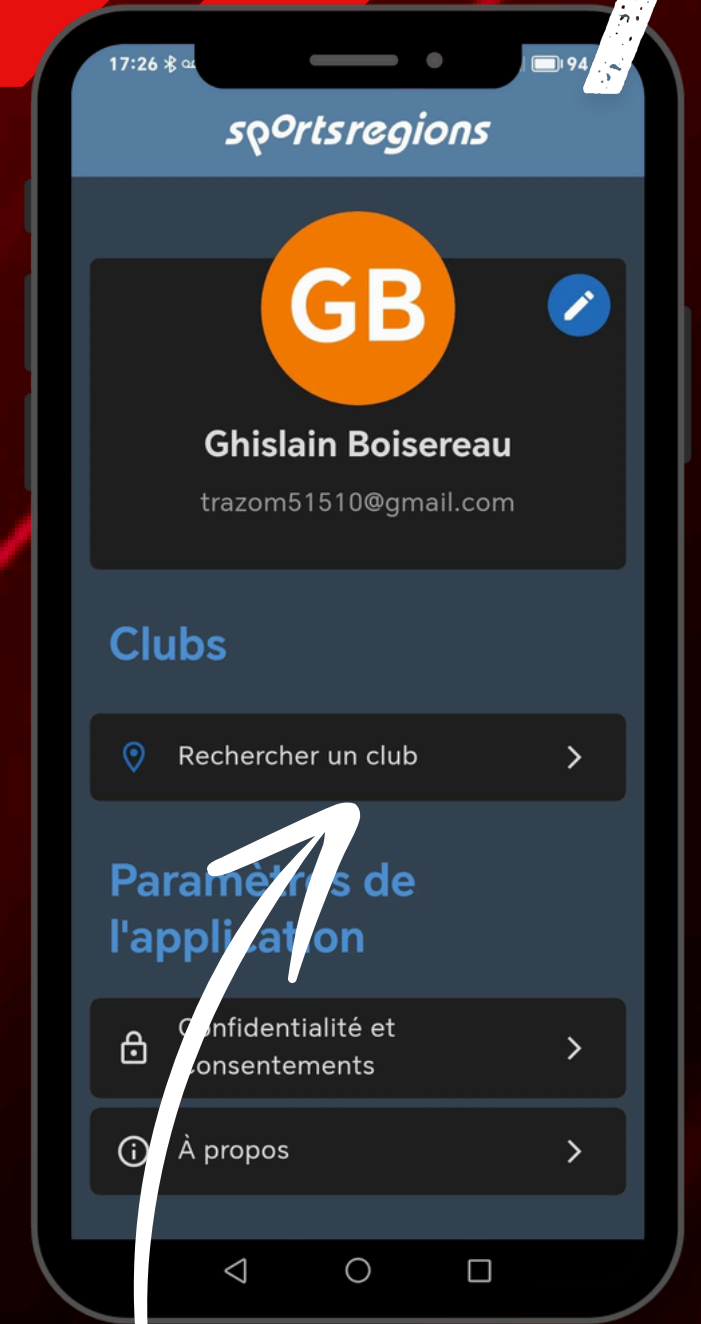 17:26
94
sportsregions
GB
Ghislain Boisereau
trazom51510@gmail.com
Clubs
Rechercher un club
Paramètres de
l'application
Confidentialité et
consentements
À propos